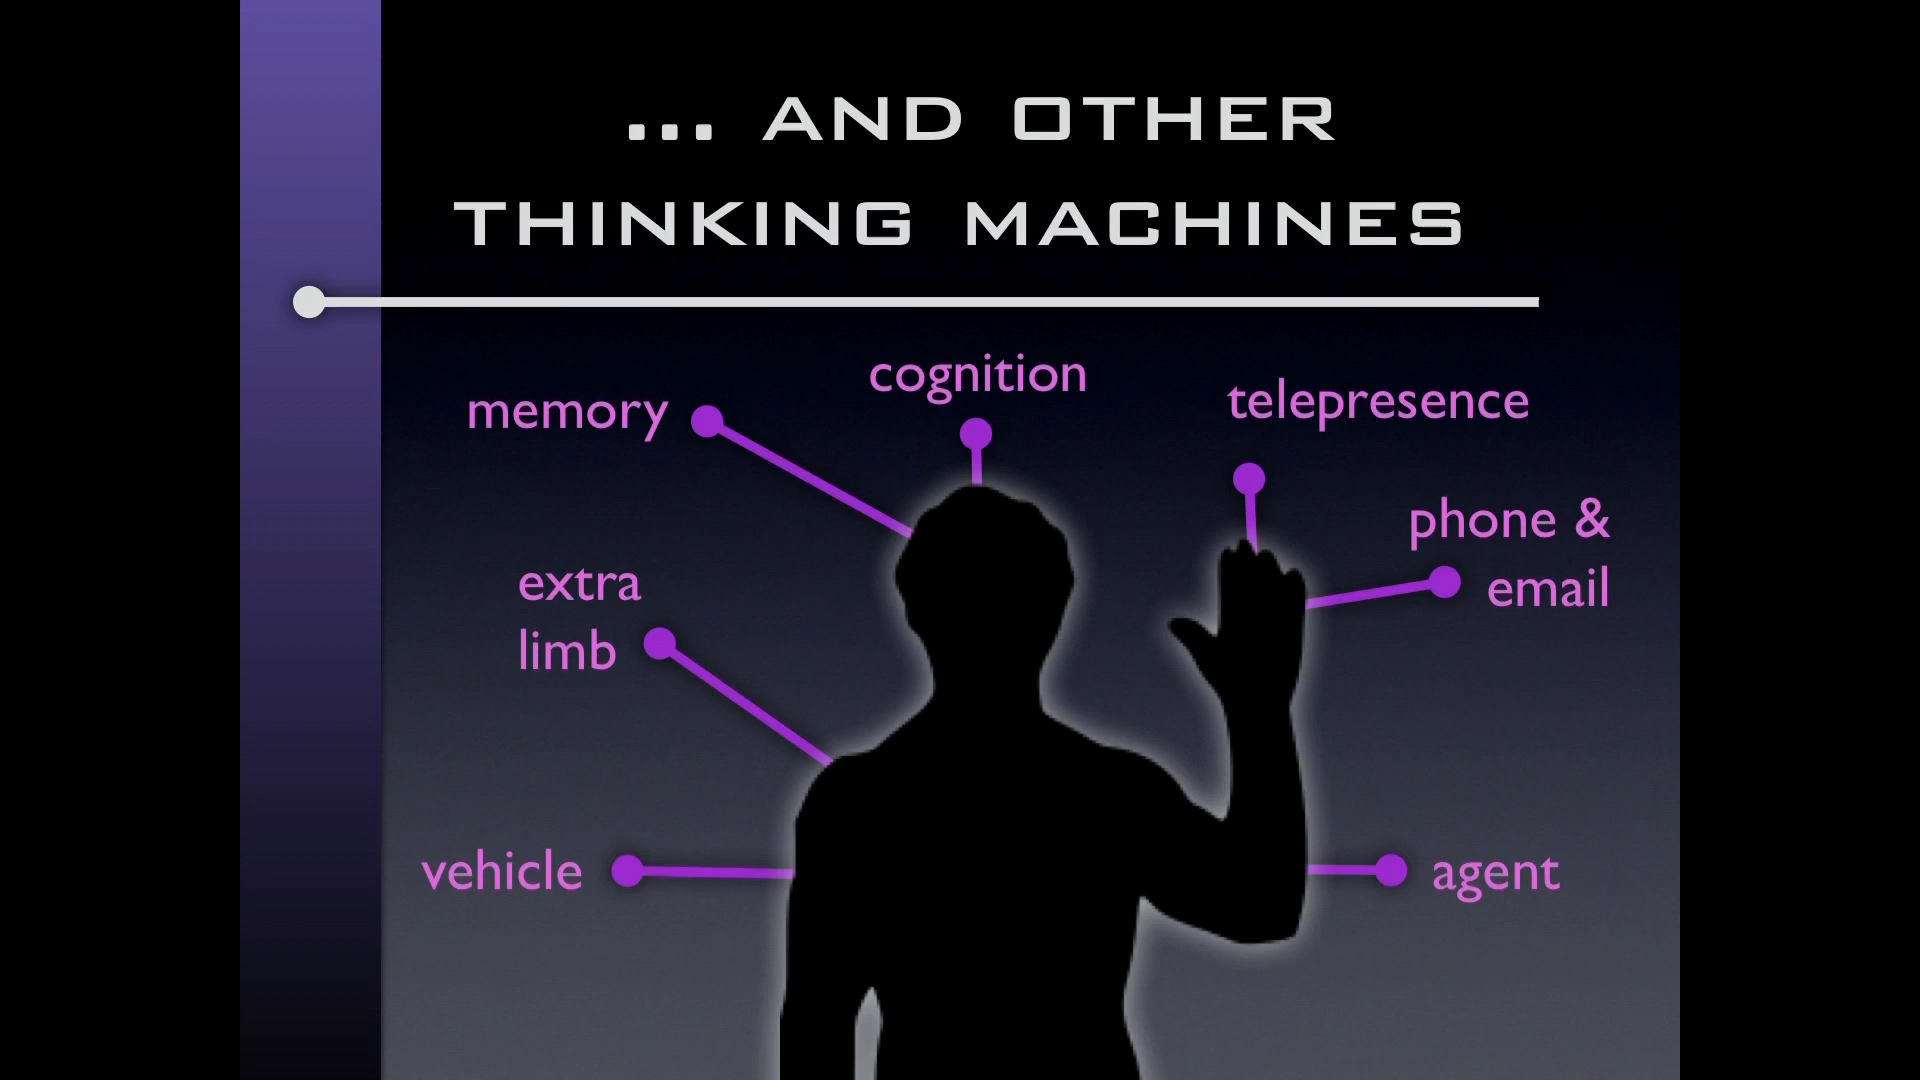 ... AND OTHER
THINKING MACHINES
cognition
memory
telepresence
phone &
email
extra
limb
vehicle
agent